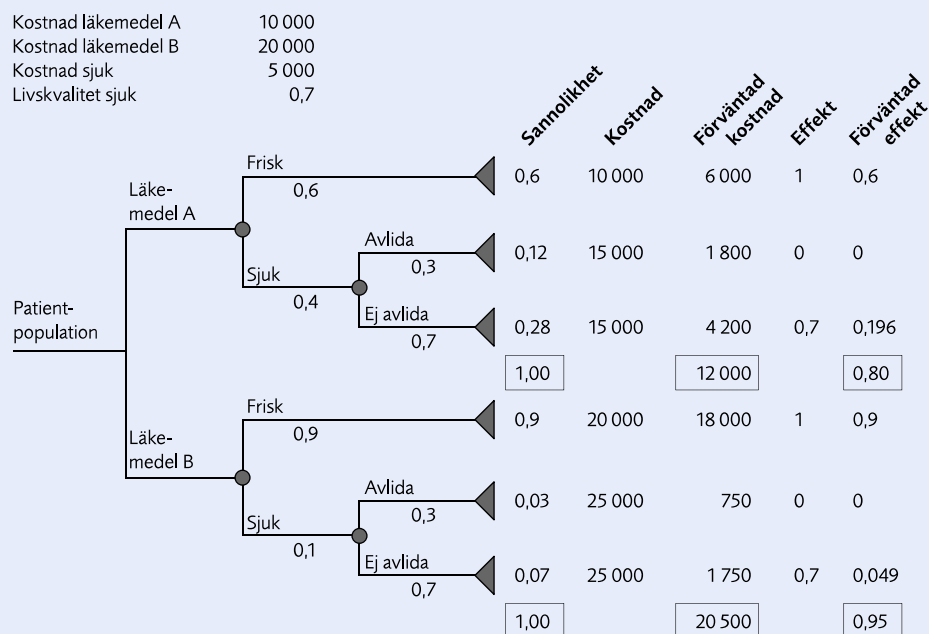 Kostnad läkemedel A 10 000
Kostnad läkemedel B 20 000
Kostnad sjuk 5 000
Livskvalitet sjuk 0,7
Sannolikhet Kostnad Förväntad kostnad Effekt Förväntad effekt
Frisk
0,6 0,6 10 000 6 000 1 0,6
Läke-
medel A
Avlida
0,3 0,12 15 000 1 800 0 0
Sjuk
0,4
Patient-
population
Ej avlida
0,7 0,28 15 000 4 200 0,7 0,196
1,00 12 000 0,80
Frisk
0,9 0,9 20 000 18 000 1 0,9
Läke-
medel B
Avlida
0,3 0,03 25 000 750 0 0
Sjuk
0,1
Ej avlida
0,7 0,07 25 000 1 750 0,7 0,049
1,00 20 500 0,95